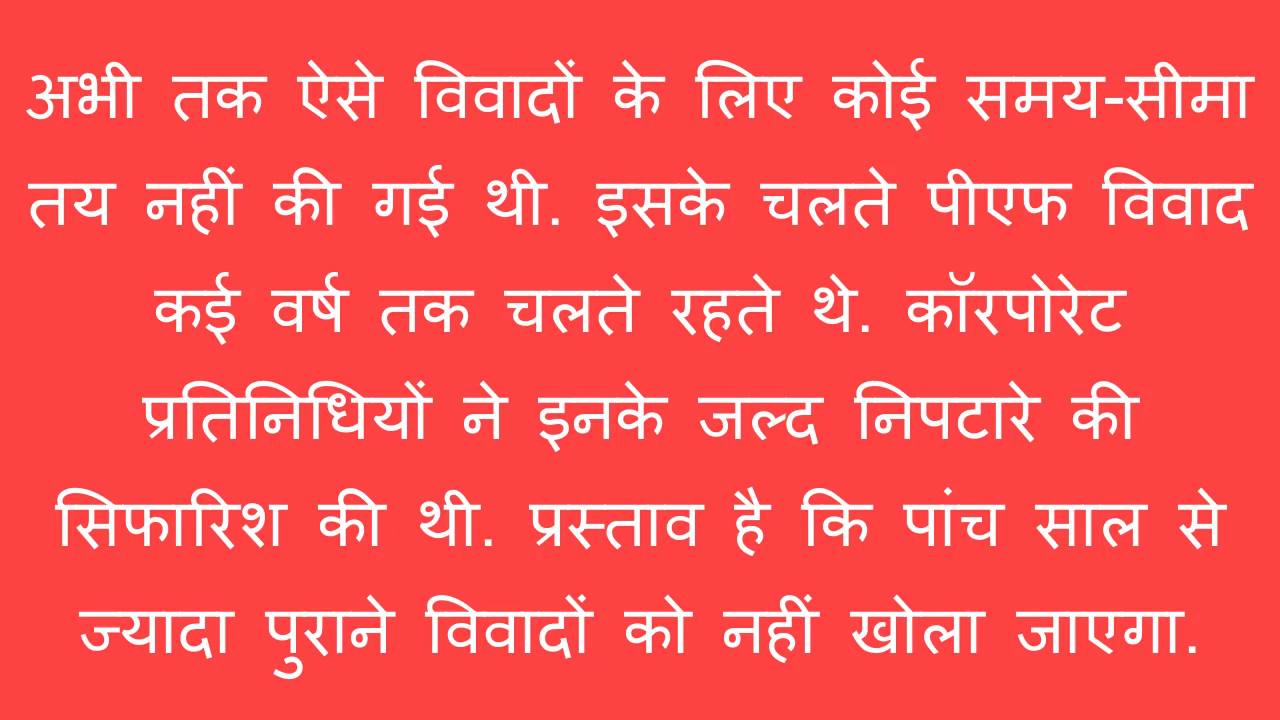 अभी तक ऐसे विवादों के लिए कोई समय-सीमा
तय नहीं की गई थी. इसके चलते पीएफ विवाद
कई वर्ष तक चलते रहते थे. कॉरपोरेट
प्रतिनिधियों ने इनके जल्द निपटारे की
सिफारिश की थी. प्रस्ताव है कि पांच साल से
ज्यादा पुराने विवादों को नहीं खोला जाएगा.